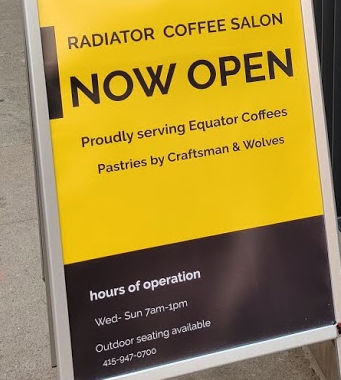 RADIATOR COFFEE SALON
NOW OPEN
Proudly serving Equator Coffees
Pastries by Craftsman & Wolves
hours of operation
Wed- Sun 7am-1pm
Outdoor seating available
415-947-0700